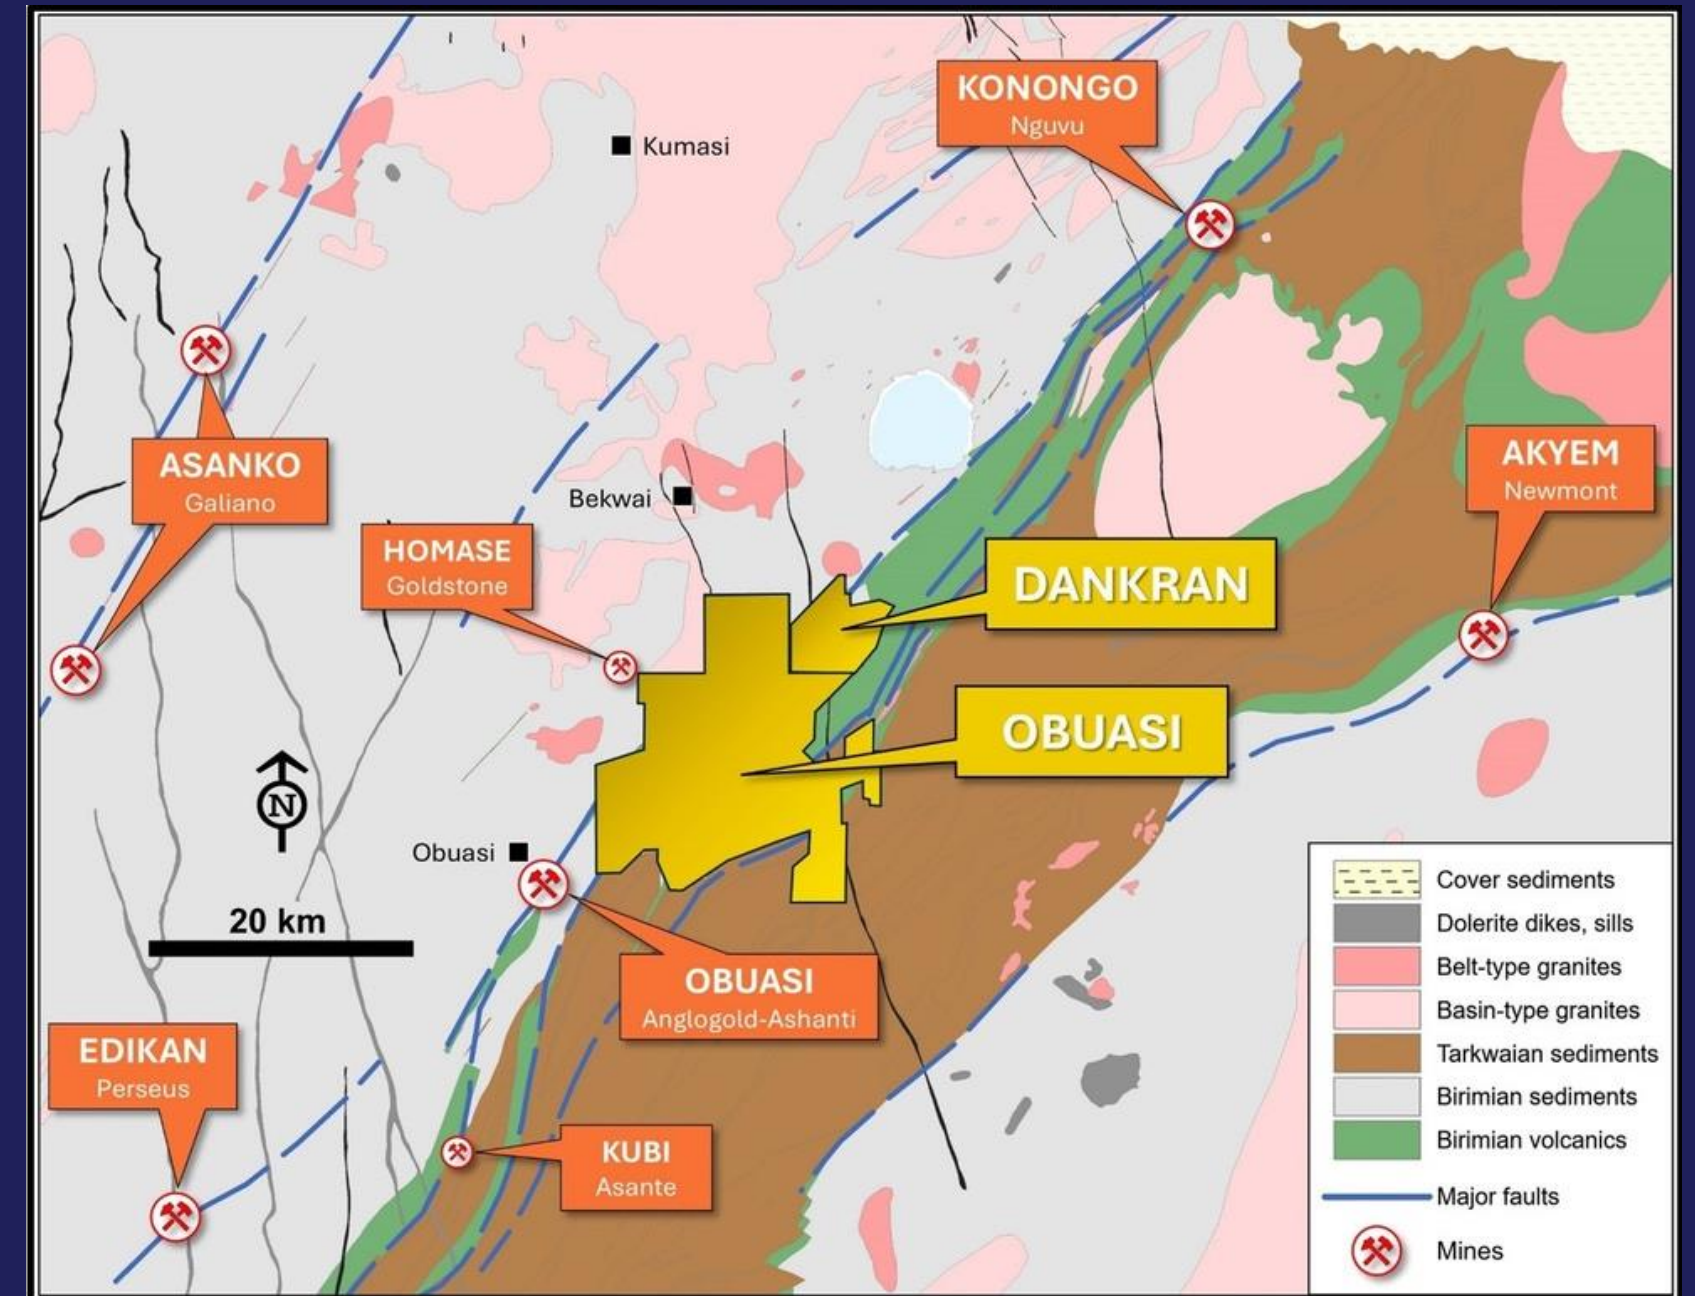 KONONGO
Nguvu
Kumasi
ASANKO
Galiano
Bekwai
AKYEM
Newmont
HOMASE
Goldstone
DANKRAN
OBUASI
N
Obuasi
20 km
OBUASI
Anglogold-Ashanti
EDIKAN
Perseus
KUBI
Asante
Cover sediments
Dolerite dikes, sills
Belt-type granites
Basin-type granites
Tarkwaian sediments
Birimian sediments
Birimian volcanics
Major faults
Mines